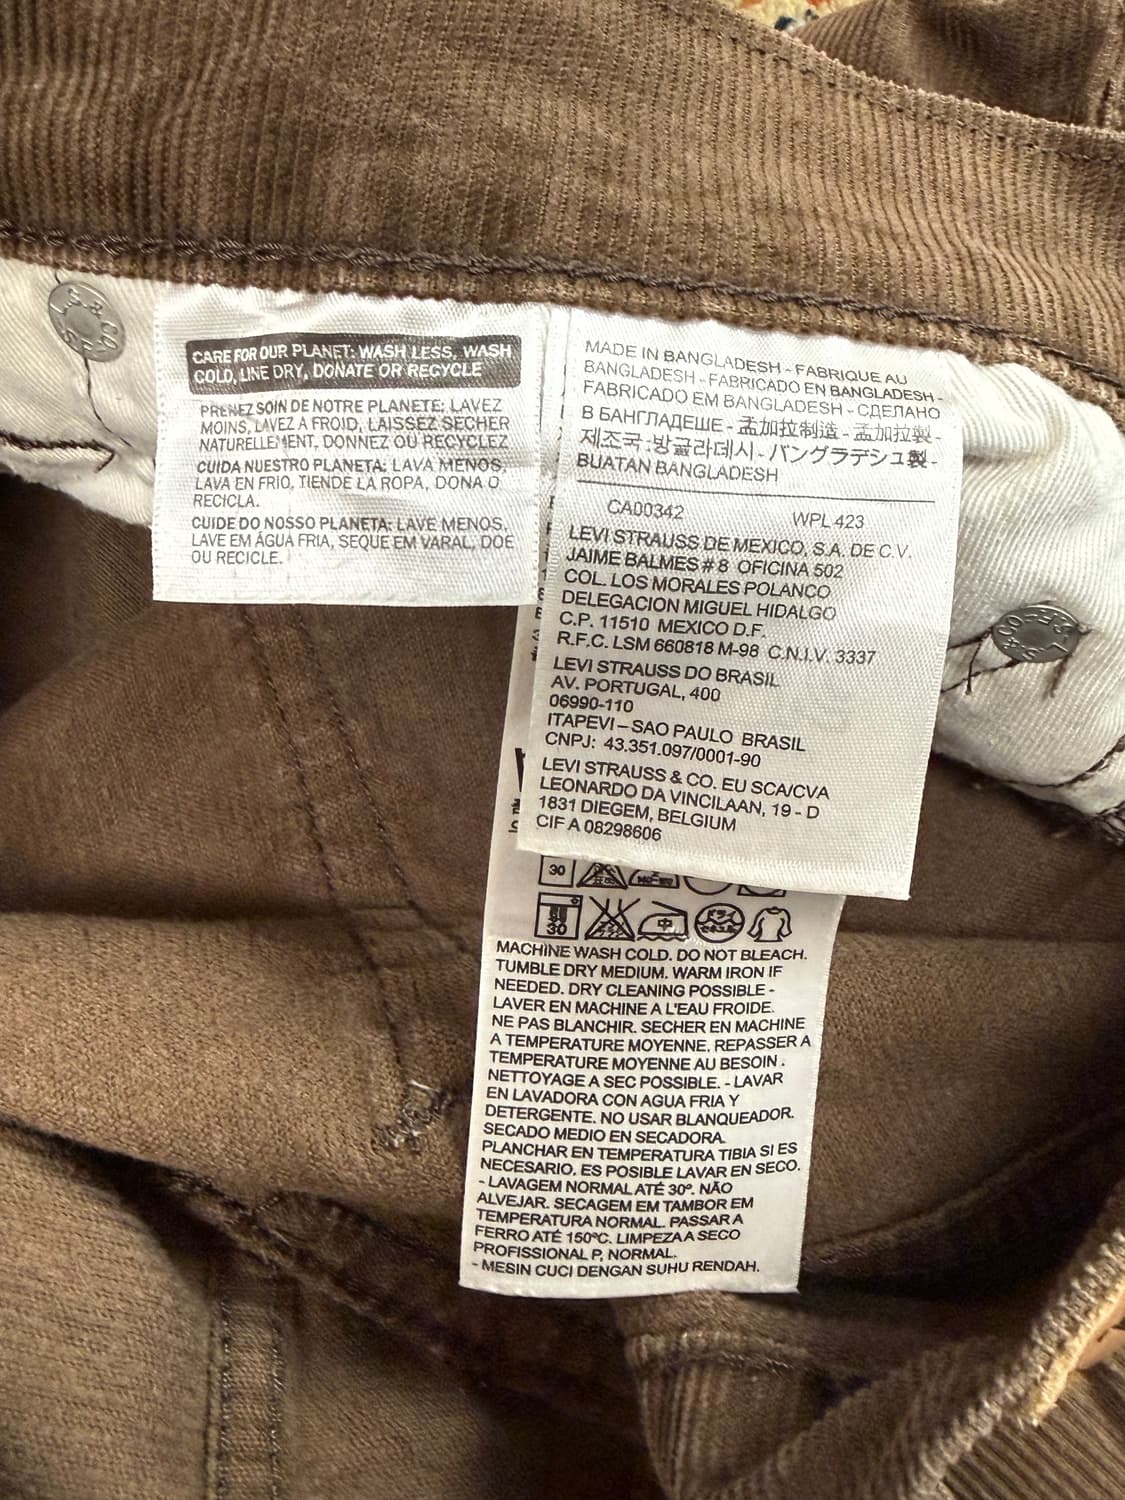 CARE FOR OUR PLANET: WASH LESS, WASH
COLD, LINE DRY, DONATE OR RECYCLE
PRENEZ SOIN DE NOTRE PLANETE: LAVEZ
MOINS, LAVEZ A FROID, LAISSEZ SECHER
NATURELLEMENT, DONNEZ OU RECYCLEZ
CUIDA NUESTRO PLANETA: LAVA MENOS,
LAVA EN FRIO, TIENDE LA ROPA, DONA O
RECICLA.
CUIDE DO NOSSO PLANETA: LAVE MENOS,
LAVE EM ÁGUA FRIA, SEQUE EM VARAL, DOE
OU RECICLE.
MADE IN BANGLADESH - FABRIQUE AU
BANGLADESH - FABRICADO EN BANGLADESH -
FABRICADO EM BANGLADESH - СДЕЛАНО
В БАНГЛАДЕШЕ - 孟加拉制造 - 孟加拉製 -
제조국 : 방글라데시 - バングラデシュ製 -
BUATAN BANGLADESH
CA00342 WPL 423
LEVI STRAUSS DE MEXICO, S.A. DE C.V.
JAIME BALMES # 8 OFICINA 502
COL. LOS MORALES POLANCO
DELEGACION MIGUEL HIDALGO
C.P. 11510 MEXICO D.F.
R.F.C. LSM 660818 M-98 C.N.I.V. 3337
LEVI STRAUSS DO BRASIL
AV. PORTUGAL, 400
06990-110
ITAPEVI – SAO PAULO BRASIL
CNPJ: 43.351.097/0001-90
LEVI STRAUSS & CO. EU SCA/CVA
LEONARDO DA VINCILAAN, 19 - D
1831 DIEGEM, BELGIUM
CIF A 08298606
30
30 中 ドライ
MACHINE WASH COLD. DO NOT BLEACH.
TUMBLE DRY MEDIUM. WARM IRON IF
NEEDED. DRY CLEANING POSSIBLE -
LAVER EN MACHINE A L'EAU FROIDE.
NE PAS BLANCHIR. SECHER EN MACHINE
A TEMPERATURE MOYENNE. REPASSER A
TEMPERATURE MOYENNE AU BESOIN .
NETTOYAGE A SEC POSSIBLE. - LAVAR
EN LAVADORA CON AGUA FRIA Y
DETERGENTE. NO USAR BLANQUEADOR.
SECADO MEDIO EN SECADORA.
PLANCHAR EN TEMPERATURA TIBIA SI ES
NECESARIO. ES POSIBLE LAVAR EN SECO.
- LAVAGEM NORMAL ATÉ 30º. NÃO
ALVEJAR. SECAGEM EM TAMBOR EM
TEMPERATURA NORMAL. PASSAR A
FERRO ATÉ 150ºC. LIMPEZA A SECO
PROFISSIONAL P, NORMAL.
- MESIN CUCI DENGAN SUHU RENDAH.